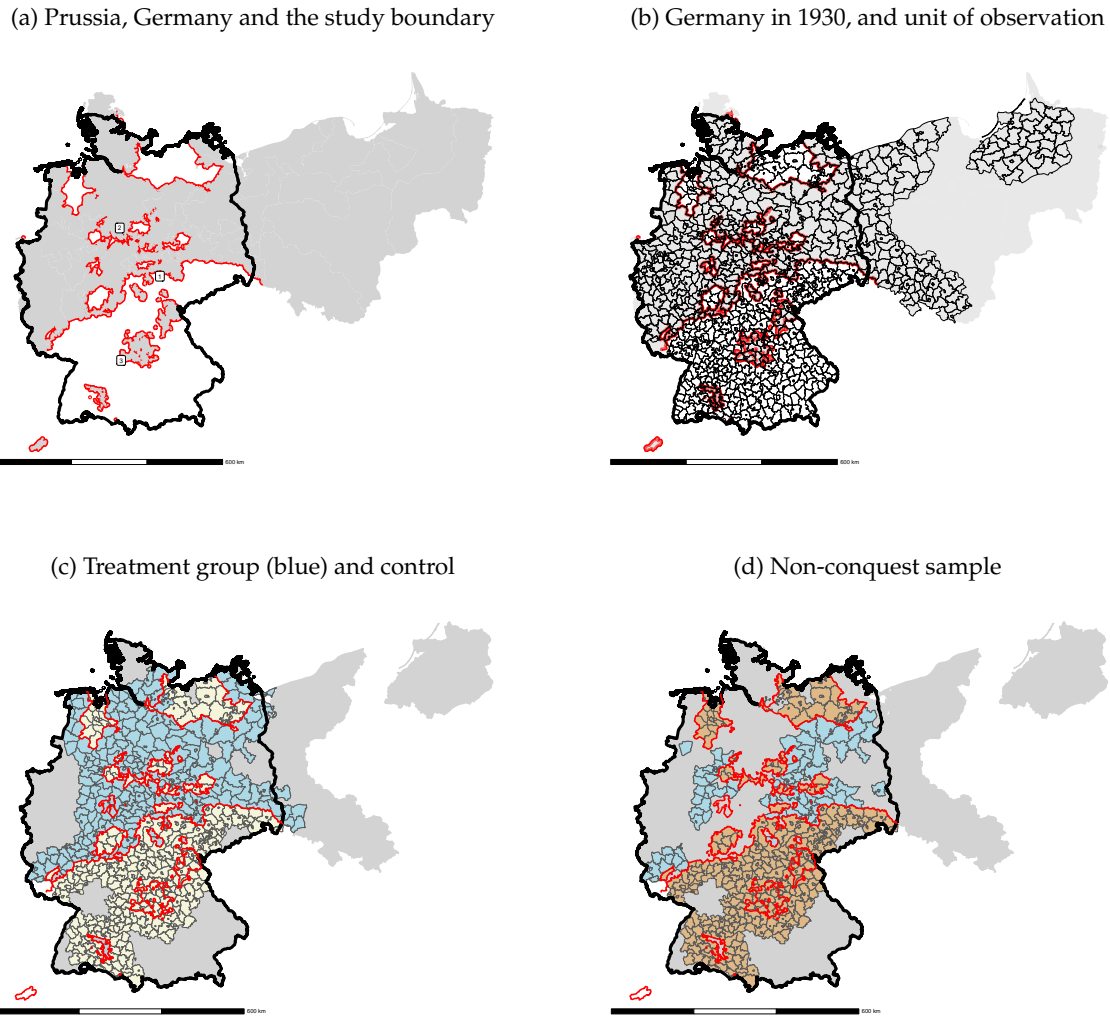 (a) Prussia, Germany and the study boundary
(b) Germany in 1930, and unit of observation
2
1
3
600 km
600 km
(c) Treatment group (blue) and control
(d) Non-conquest sample
600 km
600 km